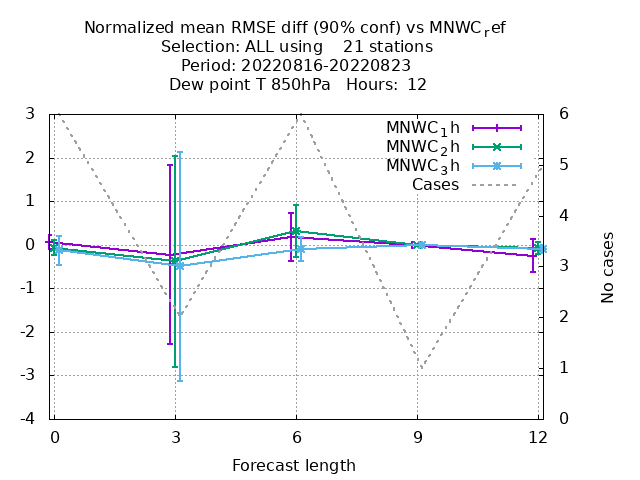 Normalized mean RMSE diff (90% conf) vs MNWC_ref
Selection: ALL using    21 stations
Period: 20220816-20220823
Dew point T 850hPa   Hours:  12
MNWC_1h
MNWC_2h
MNWC_3h
Cases
3
2
1
0
-1
-2
-3
-4
6
5
4
3
2
1
0
No cases
0 3 6 9 12
Forecast length